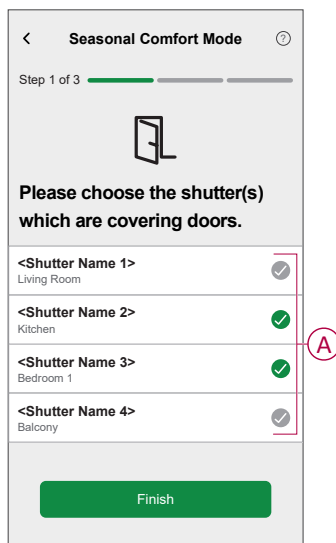 Seasonal Comfort Mode ?
Step 1 of 3
Please choose the shutter(s)
which are covering doors.
<Shutter Name 1>
Living Room
<Shutter Name 2>
Kitchen
<Shutter Name 3>
Bedroom 1
<Shutter Name 4>
Balcony
A
Finish